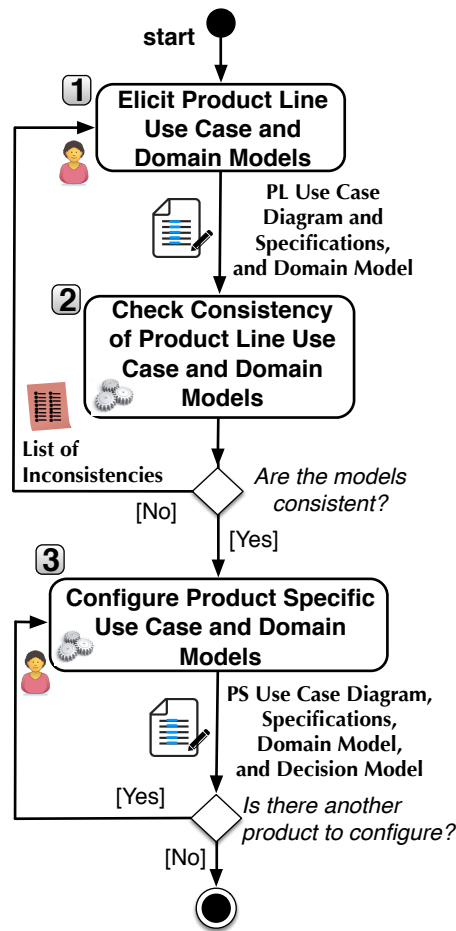 start
1
Elicit Product Line
Use Case and
Domain Models
PL Use Case
Diagram and
Specifications,
and Domain Model
2
Check Consistency
of Product Line Use
Case and Domain
Models
List of
Inconsistencies
Are the models
consistent?
[No]
[Yes]
3
Configure Product Specific
Use Case and Domain
Models
PS Use Case Diagram,
Specifications,
Domain Model,
and Decision Model
[Yes]
Is there another
product to configure?
[No]